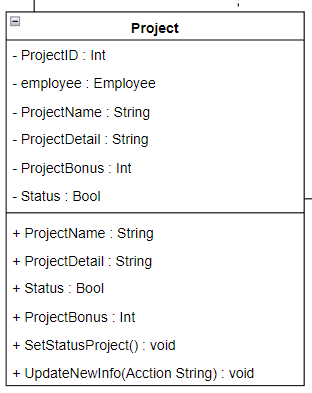 Project
- ProjectID : Int
- employee : Employee
- ProjectName : String
- ProjectDetail : String
- ProjectBonus : Int
- Status : Bool
+ ProjectName : String
+ ProjectDetail : String
+ Status : Bool
+ ProjectBonus : Int
+ SetStatusProject() : void
+ UpdateNewInfo(Acction String) : void